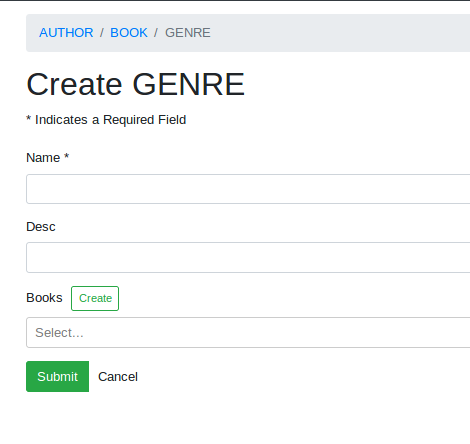 AUTHOR / BOOK / GENRE
Create GENRE
* Indicates a Required Field
Name *
Desc
Books Create
Select...
Submit Cancel